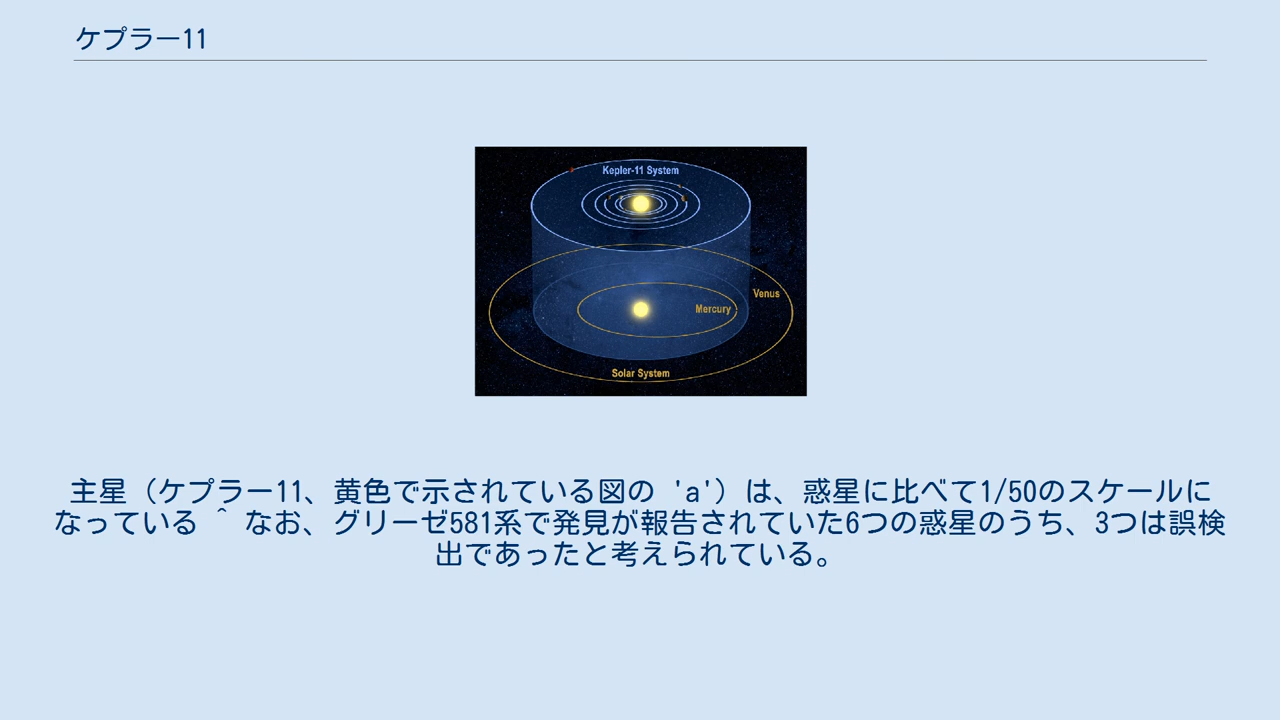 ケプラー11
Kepler-11 System
Venus
Mercury
Solar System
主星（ケプラー11、黄色で示されている図の 'a'）は、惑星に比べて1/50のスケールに
なっている ^ なお、グリーゼ581系で発見が報告されていた6つの惑星のうち、3つは誤検
出であったと考えられている。